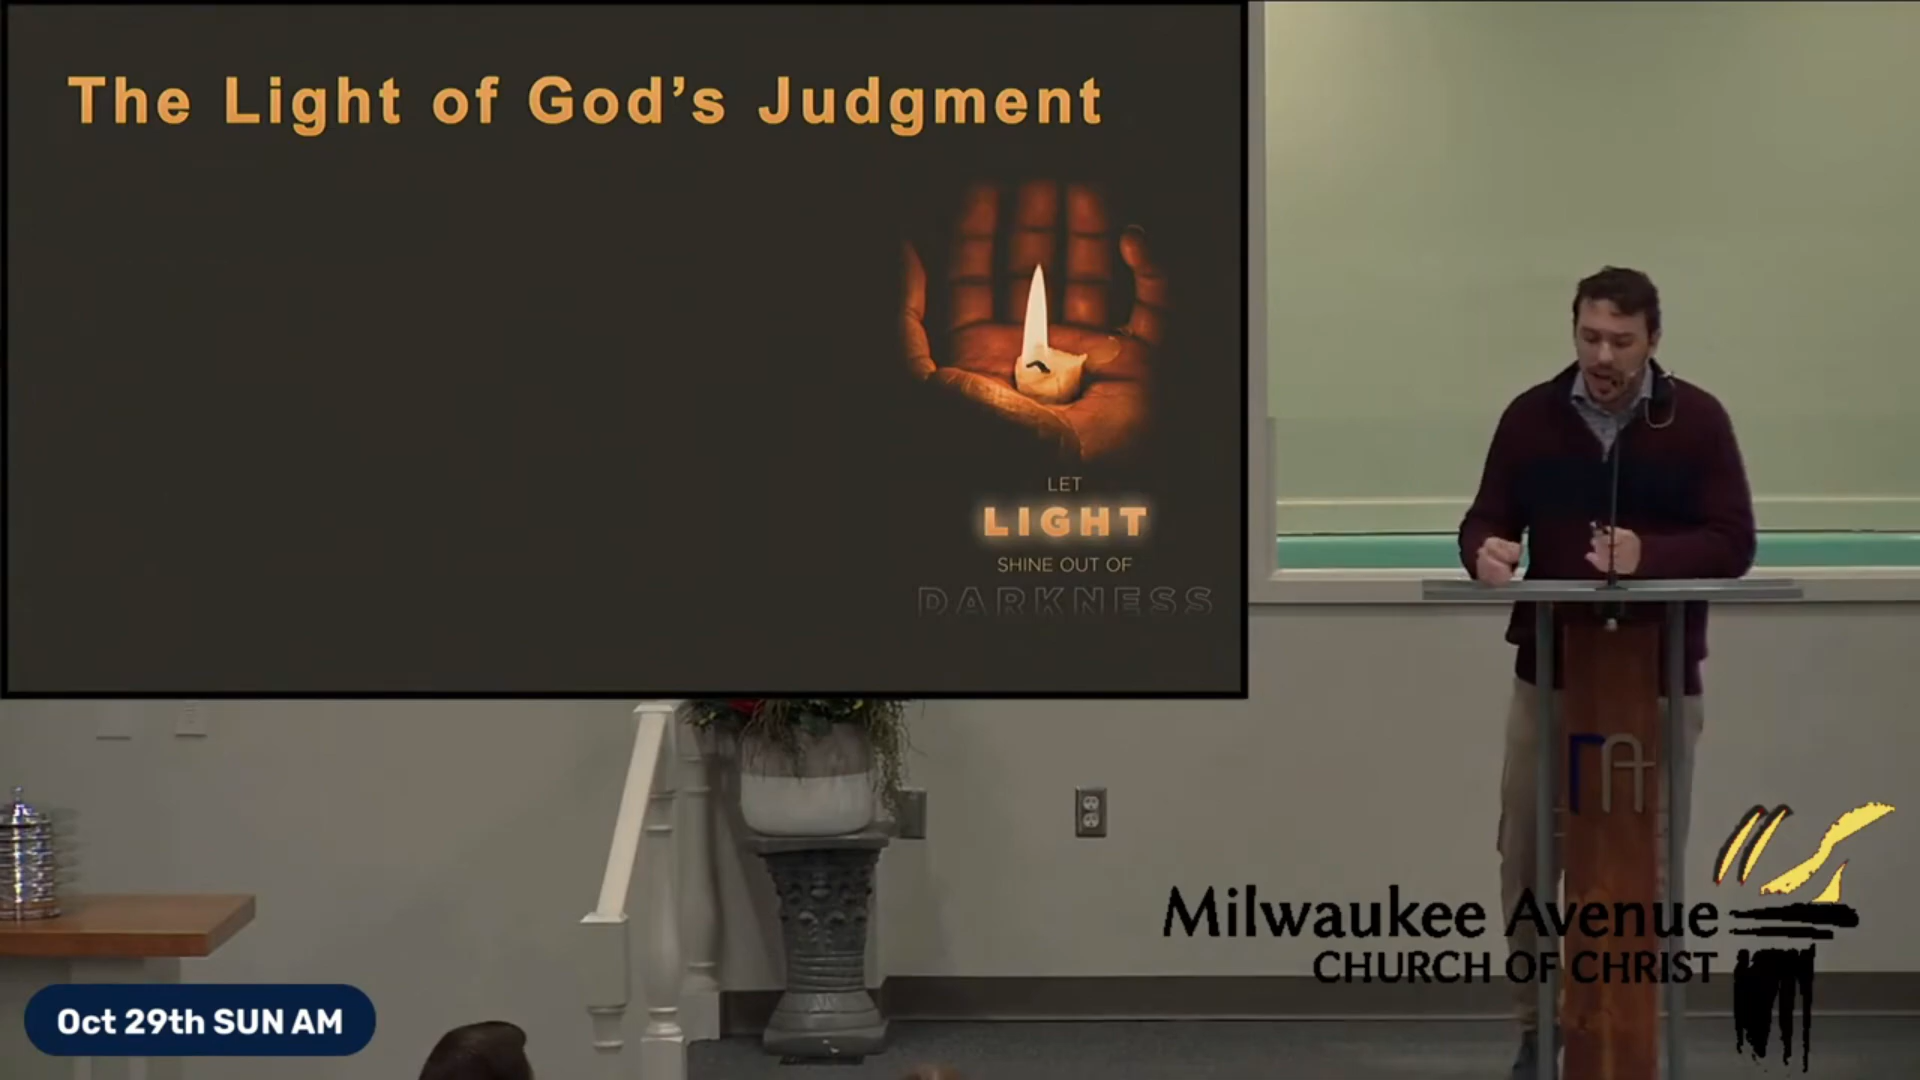 The Light of God’s Judgment
LET
LIGHT
SHINE OUT OF
DARKNESS
MA
Milwaukee Avenue
CHURCH OF CHRIST
Oct 29th SUN AM